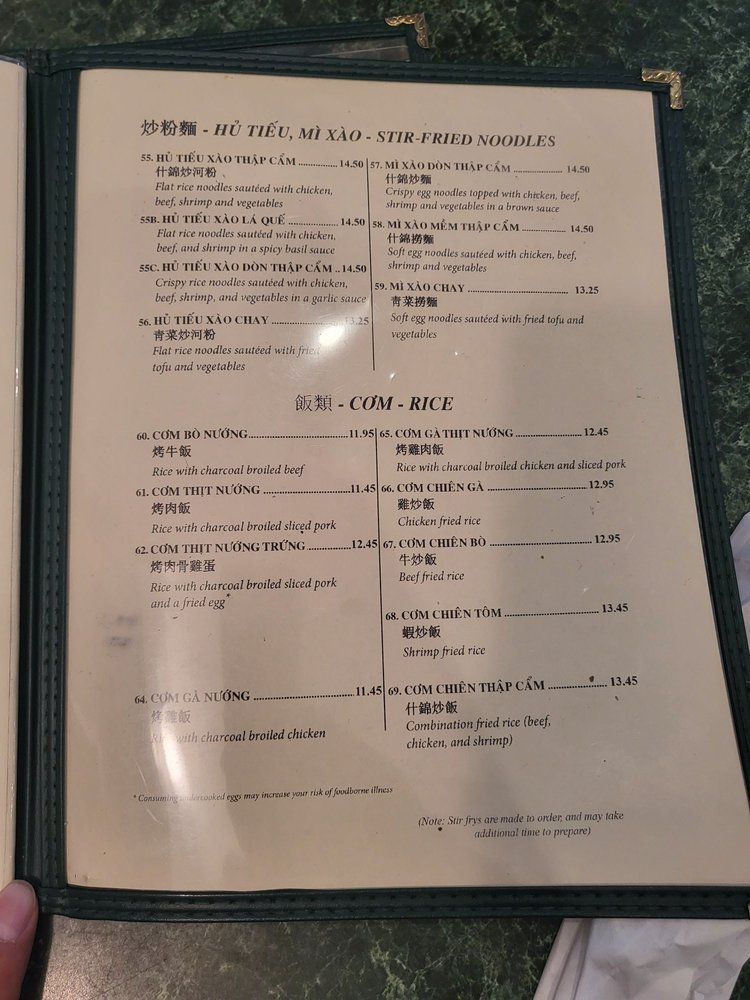 炒粉麵 - HỦ TIẾU, MÌ XÀO - STIR-FRIED NOODLES
55. HỦ TIẾU XÀO THẬP CẨM ................ 14.50
什錦炒河粉
Flat rice noodles sautéed with chicken,
beef, shrimp and vegetables
55B. HỦ TIẾU XÀO LÁ QUẾ ................ 14.50
Flat rice noodles sautéed with chicken,
beef, and shrimp in a spicy basil sauce
55C. HỦ TIẾU XÀO DÒN THẬP CẨM .. 14.50
Crispy rice noodles sautéed with chicken,
beef, shrimp, and vegetables in a garlic sauce
56. HỦ TIẾU XÀO CHAY ................ 13.25
青菜炒河粉
Flat rice noodles sautéed with fried
tofu and vegetables
57. MÌ XÀO DÒN THẬP CẨM ................ 14.50
什錦炒麵
Crispy egg noodles topped with chicken, beef,
shrimp and vegetables in a brown sauce
58. MÌ XÀO MỀM THẬP CẨM ................ 14.50
什錦撈麵
Soft egg noodles sautéed with chicken, beef,
shrimp and vegetables
59. MÌ XÀO CHAY ................ 13.25
青菜撈麵
Soft egg noodles sautéed with fried tofu and
vegetables
飯類 - CƠM - RICE
60. CƠM BÒ NƯỚNG ................ 11.95
烤牛飯
Rice with charcoal broiled beef
61. CƠM THỊT NƯỚNG ................ 11.45
烤肉飯
Rice with charcoal broiled sliced pork
62. CƠM THỊT NƯỚNG TRỨNG ................ 12.45
烤肉骨雞蛋
Rice with charcoal broiled sliced pork
and a fried egg*
64. CƠM GÀ NƯỚNG ................ 11.45
烤雞飯
Rice with charcoal broiled chicken
65. CƠM GÀ THỊT NƯỚNG ................ 12.45
烤雞肉飯
Rice with charcoal broiled chicken and sliced pork
66. CƠM CHIÊN GÀ ................ 12.95
雞炒飯
Chicken fried rice
67. CƠM CHIÊN BÒ ................ 12.95
牛炒飯
Beef fried rice
68. CƠM CHIÊN TÔM ................ 13.45
蝦炒飯
Shrimp fried rice
69. CƠM CHIÊN THẬP CẨM ................ 13.45
什錦炒飯
Combination fried rice (beef,
chicken, and shrimp)
* Consuming undercooked eggs may increase your risk of foodborne illness
(Note: Stir frys are made to order, and may take
additional time to prepare)